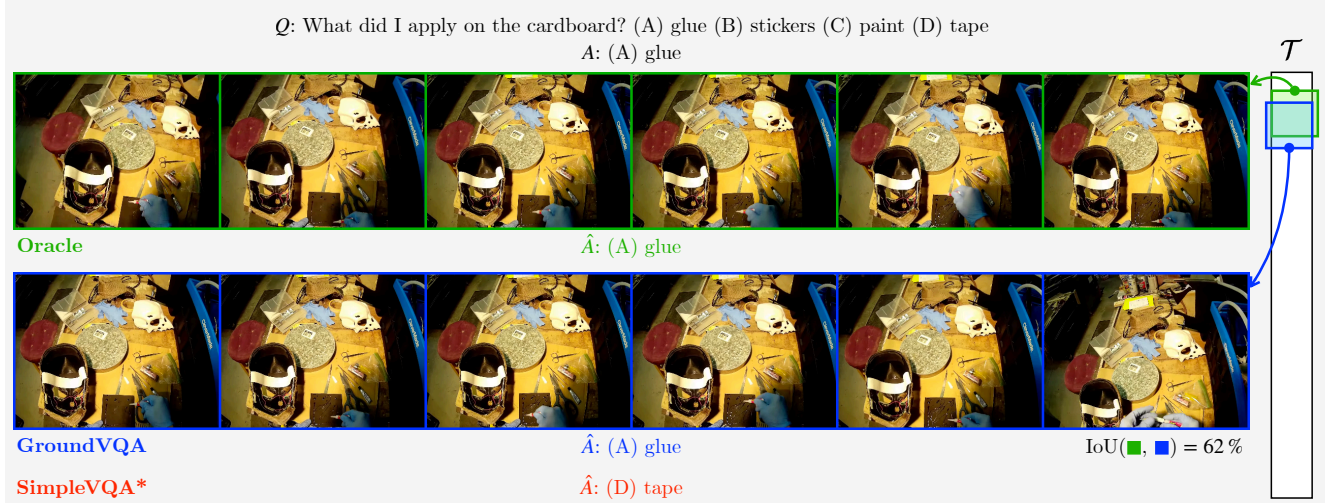 Q: What did I apply on the cardboard? (A) glue (B) stickers (C) paint (D) tape
A: (A) glue
𝒯
Oracle Â: (A) glue
GroundVQA Â: (A) glue IoU(■, ■) = 62 %
SimpleVQA* Â: (D) tape